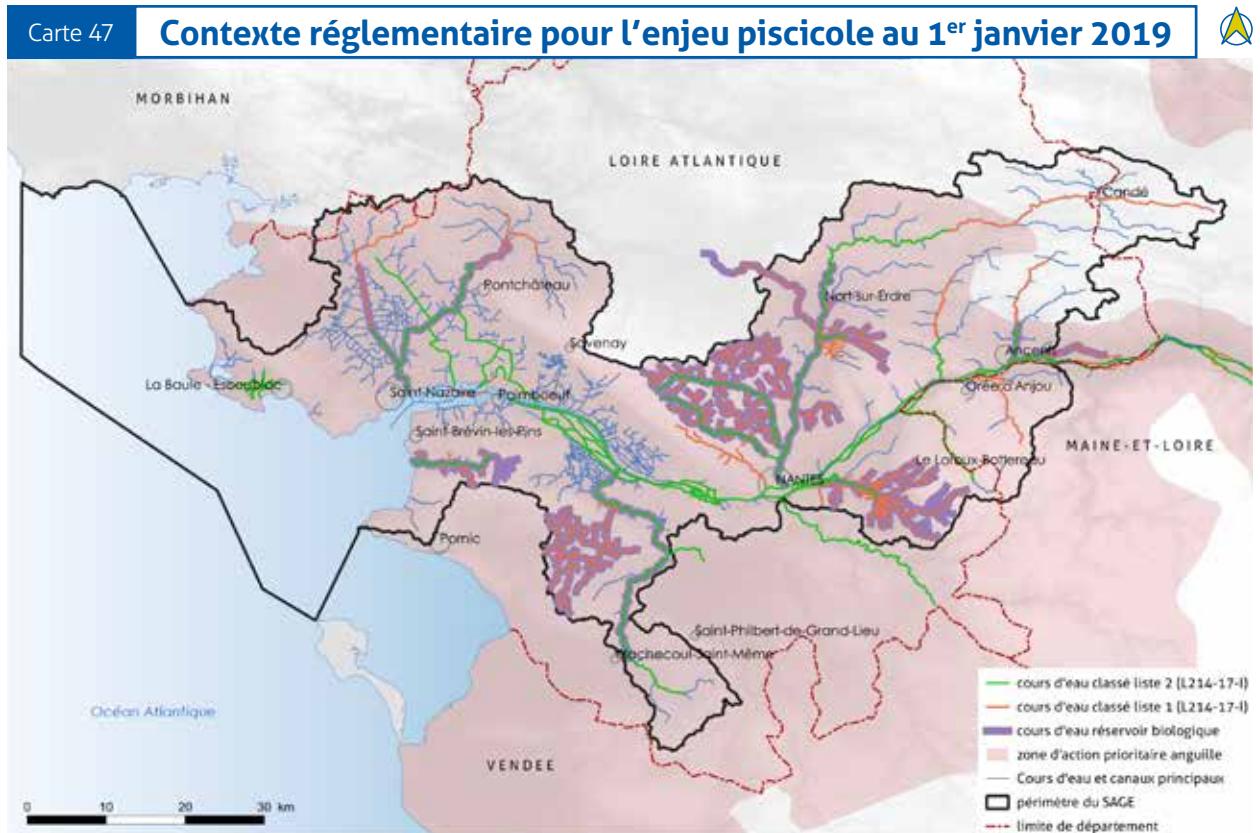 Carte 47
Contexte réglementaire pour l'enjeu piscicole au 1er janvier 2019
MORBIHAN
LOIRE ATLANTIQUE
Candé
Pontchâteau
Nort-sur-Erdre
Savenay
Ancenis
La Baule - Escoublac
Orée d'Anjou
Saint-Nazaire
Paimboeuf
Saint-Brévin-les-Pins
MAINE-ET-LOIRE
Le Loroux-Bottereau
NANTES
Pornic
Saint-Philbert-de-Grand-Lieu
Machecoul-Saint-Même
Océan Atlantique
VENDEE
cours d'eau classé liste 2 (L214-17-I)
cours d'eau classé liste 1 (L214-17-I)
cours d'eau réservoir biologique
zone d'action prioritaire anguille
Cours d'eau et canaux principaux
périmètre du SAGE
limite de département
0 10 20 30 km